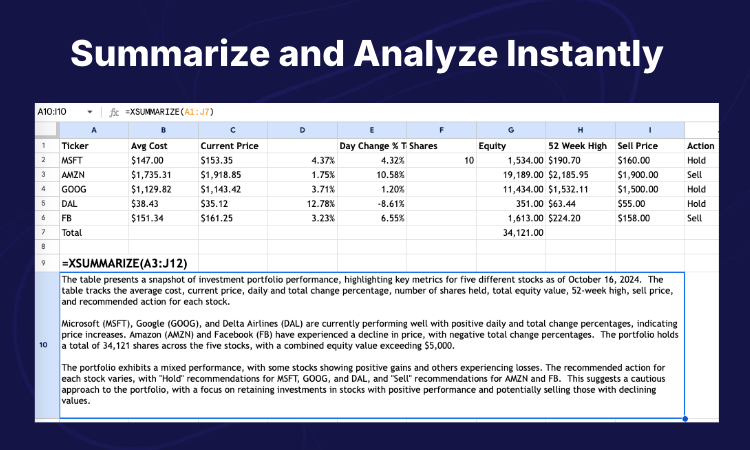 Summarize and Analyze Instantly
A10:I10 fx =XSUMMARIZE(A1:J7)
A B C D E F G H I
1 Ticker Avg Cost Current Price Day Change % T Shares Equity 52 Week High Sell Price Action
2 MSFT $147.00 $153.35 4.37% 4.32% 10 1,534.00 $190.70 $160.00 Hold
3 AMZN $1,735.31 $1,918.85 1.75% 10.58% 19,189.00 $2,185.95 $1,900.00 Sell
4 GOOG $1,129.82 $1,143.42 3.71% 1.20% 11,434.00 $1,532.11 $1,500.00 Hold
5 DAL $38.43 $35.12 12.78% -8.61% 351.00 $63.44 $55.00 Hold
6 FB $151.34 $161.25 3.23% 6.55% 1,613.00 $224.20 $158.00 Sell
7 Total 34,121.00
8
9 =XSUMMARIZE(A3:J12)
10
The table presents a snapshot of investment portfolio performance, highlighting key metrics for five different stocks as of October 16, 2024. The
table tracks the average cost, current price, daily and total change percentage, number of shares held, total equity value, 52-week high, sell price,
and recommended action for each stock.
Microsoft (MSFT), Google (GOOG), and Delta Airlines (DAL) are currently performing well with positive daily and total change percentages, indicating
price increases. Amazon (AMZN) and Facebook (FB) have experienced a decline in price, with negative total change percentages. The portfolio holds
a total of 34,121 shares across the five stocks, with a combined equity value exceeding $5,000.
The portfolio exhibits a mixed performance, with some stocks showing positive gains and others experiencing losses. The recommended action for
each stock varies, with "Hold" recommendations for MSFT, GOOG, and DAL, and "Sell" recommendations for AMZN and FB. This suggests a cautious
approach to the portfolio, with a focus on retaining investments in stocks with positive performance and potentially selling those with declining
values.